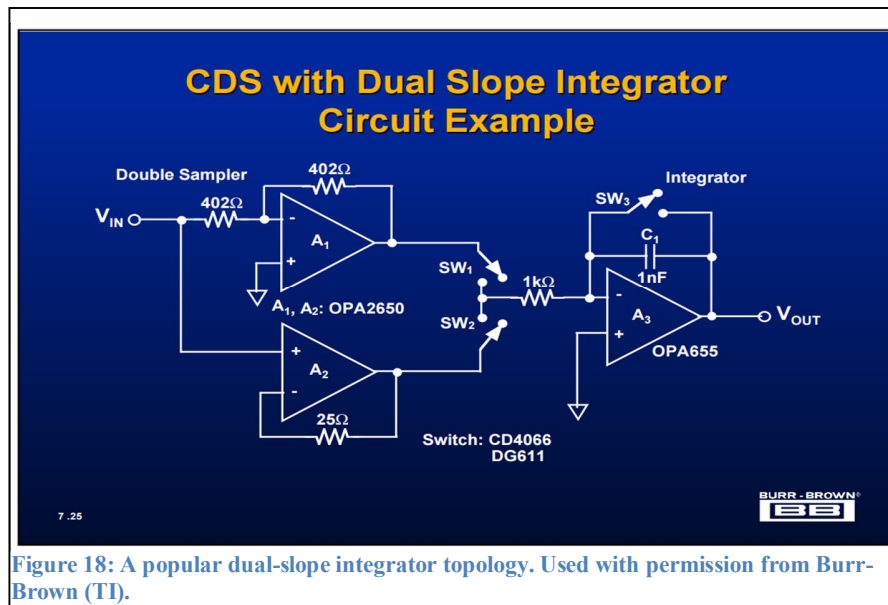 CDS with Dual Slope Integrator
Circuit Example
Double Sampler
402Ω
402Ω
VIN
-
A1
+
A1, A2: OPA2650
SW1
SW2
1kΩ
SW3
Integrator
C1
1nF
-
A3
+
VOUT
OPA655
+
A2
-
25Ω
Switch: CD4066
DG611
7 .25
BURR - BROWN®
BB
Figure 18: A popular dual-slope integrator topology. Used with permission from Burr-
Brown (TI).